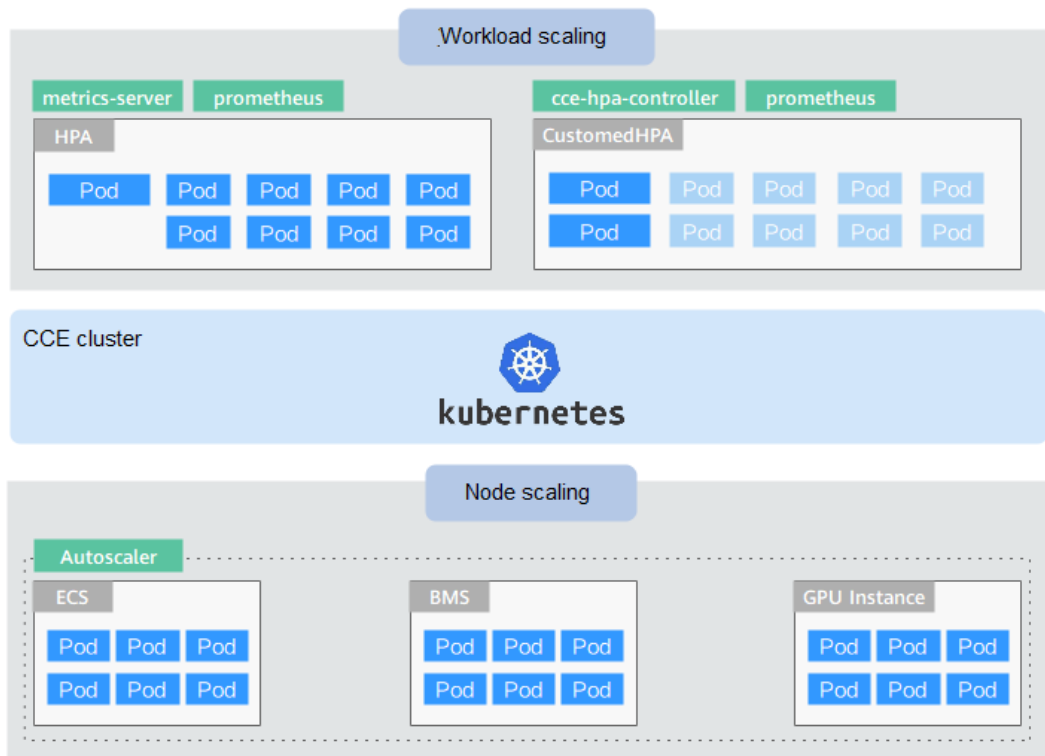 Workload scaling
metrics-server prometheus cce-hpa-controller prometheus
HPA CustomedHPA
Pod Pod Pod Pod Pod Pod Pod Pod Pod Pod
Pod Pod Pod Pod Pod Pod Pod Pod Pod
CCE cluster
kubernetes
Node scaling
Autoscaler
ECS BMS GPU Instance
Pod Pod Pod Pod Pod Pod Pod Pod Pod
Pod Pod Pod Pod Pod Pod Pod Pod Pod